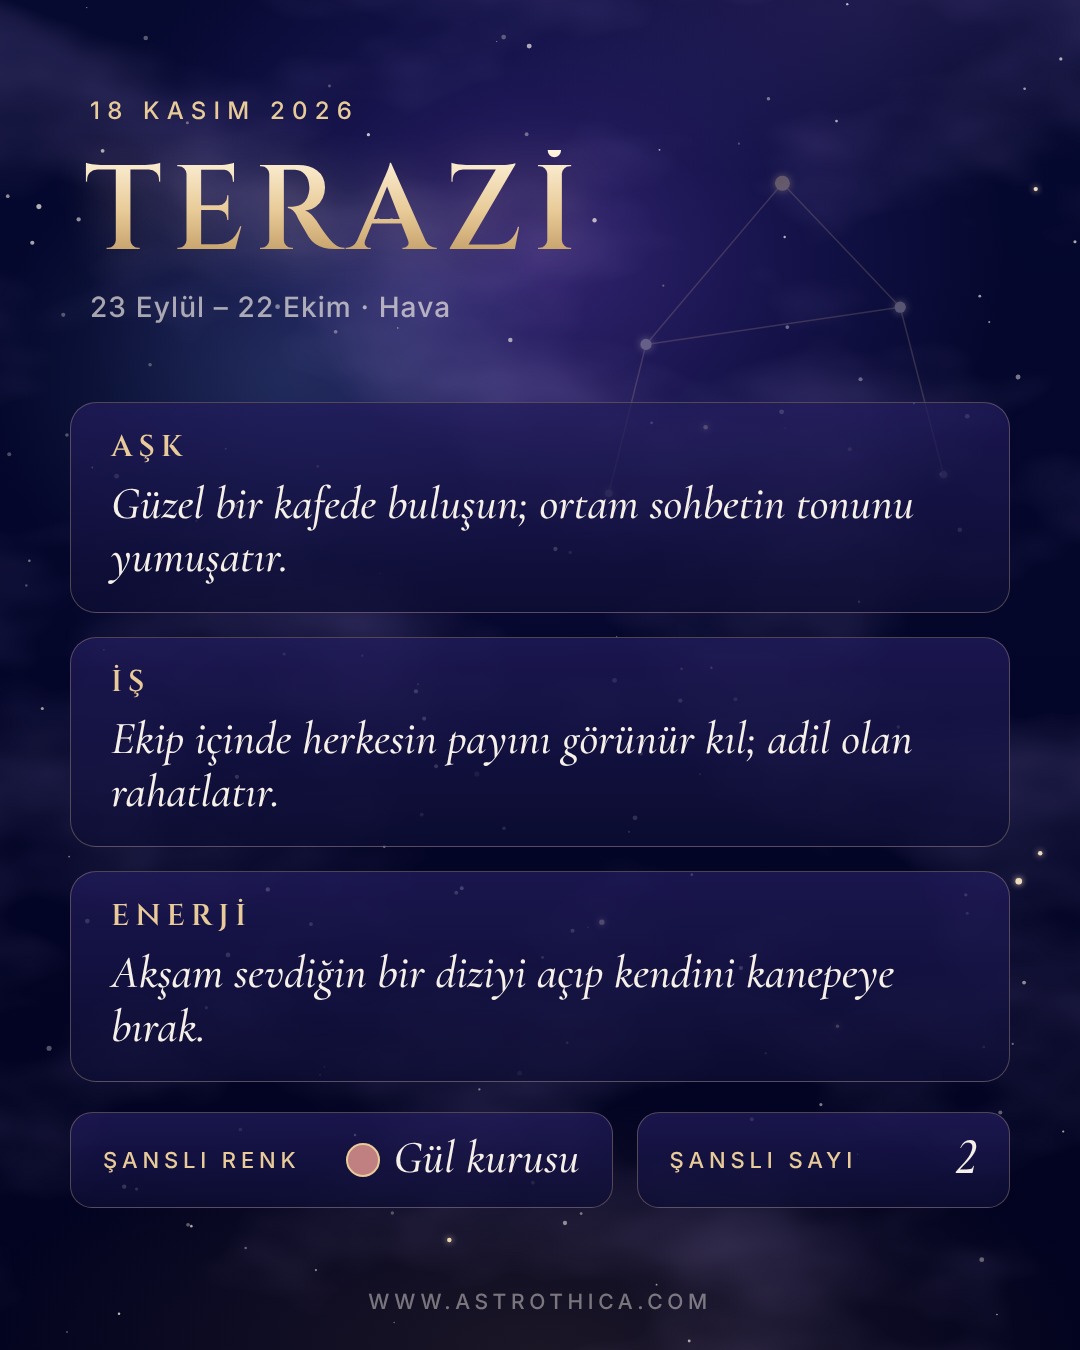 18 KASIM 2026
TERAZİ
23 Eylül – 22 Ekim · Hava
AŞK
Güzel bir kafede buluşun; ortam sohbetin tonunu
yumuşatır.
İŞ
Ekip içinde herkesin payını görünür kıl; adil olan
rahatlatır.
ENERJİ
Akşam sevdiğin bir diziyi açıp kendini kanepeye
bırak.
ŞANSLI RENK Gül kurusu
ŞANSLI SAYI 2
WWW.ASTROTHICA.COM